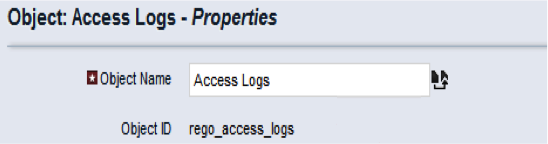 Object: Access Logs - Properties
Object Name Access Logs
Object ID rego_access_logs